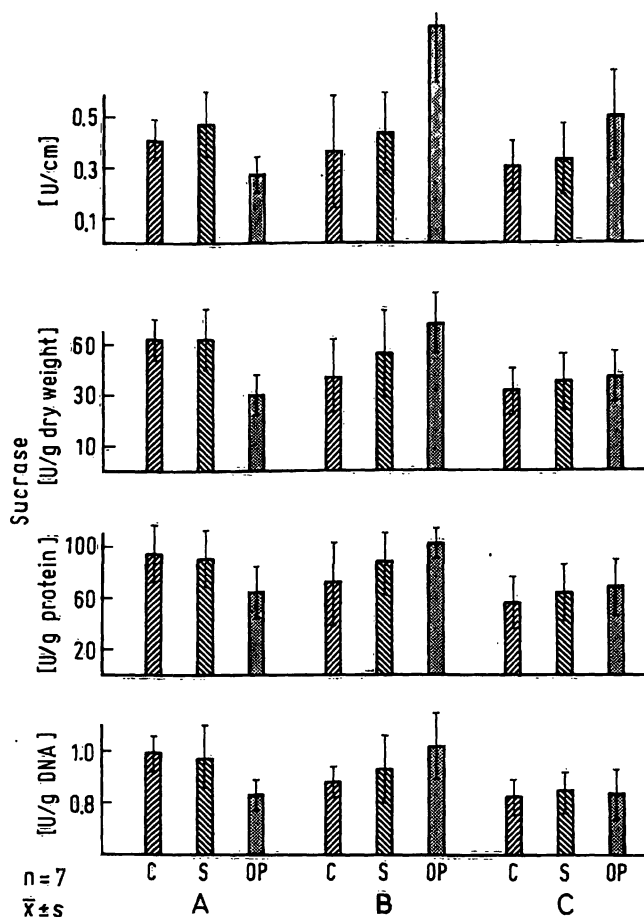 [U/cm]
0.5
0.3
0.1
Sucrase
[U/g dry weight]
60
30
10
[U/g protein]
100
60
20
[U/g DNA]
1.0
0.8
n=7
x̄±s
C S OP C S OP C S OP
A B C